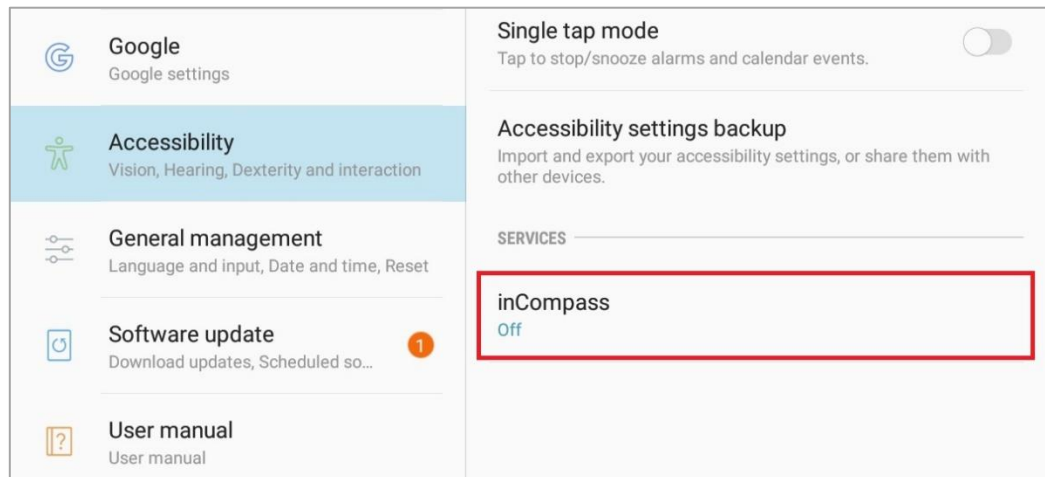 Google
Google settings
Accessibility
Vision, Hearing, Dexterity and interaction
General management
Language and input, Date and time, Reset
Software update
Download updates, Scheduled so...
1
User manual
User manual
Single tap mode
Tap to stop/snooze alarms and calendar events.
Accessibility settings backup
Import and export your accessibility settings, or share them with
other devices.
SERVICES
inCompass
Off